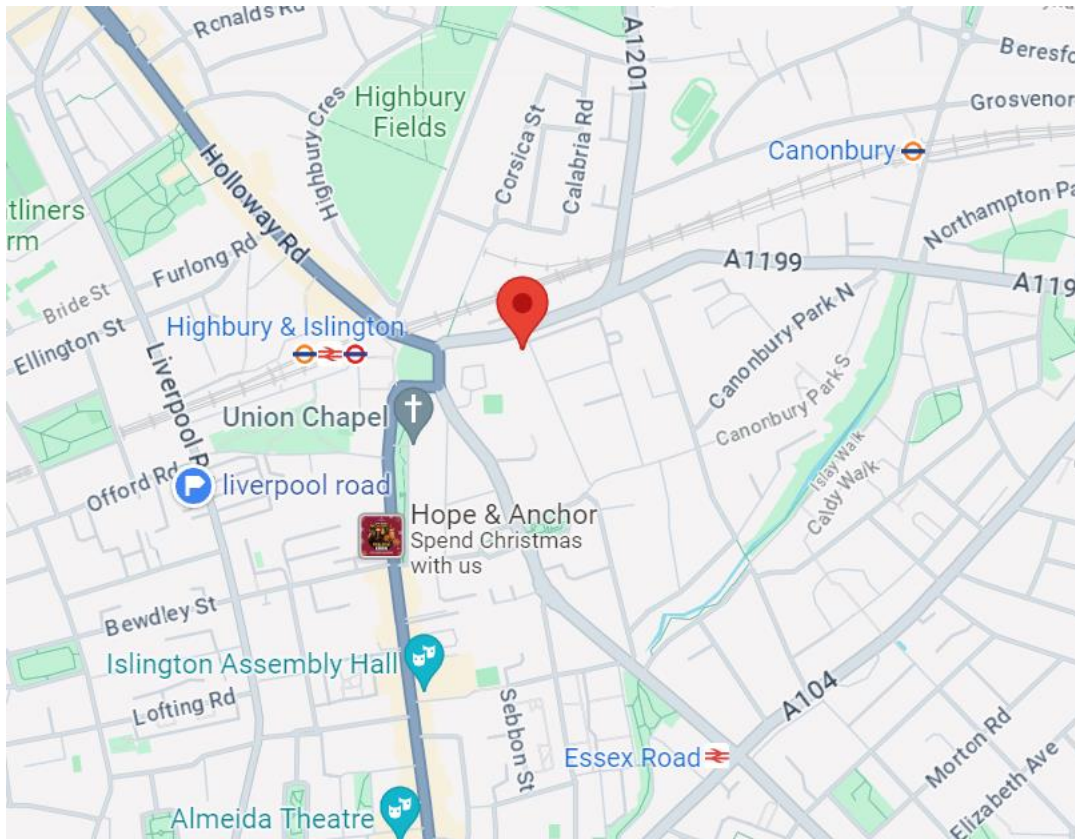 Ronalds Rd
A1201
Beresfo
Grosvenor
Highbury
Fields
Highbury Cres
Corsica St
Calabria Rd
Canonbury
Holloway Rd
Northampton Pa
tliners
rm
Furlong Rd
A1199
A119
Bride St
Ellington St
Highbury & Islington
Canonbury Park N
Liverpool R
Canonbury Park S
Union Chapel
Islay Walk
Caldy Walk
Offord Rd
liverpool road
Hope & Anchor
Spend Christmas
with us
Bewdley St
Islington Assembly Hall
Lofting Rd
Sebbon St
A104
Morton Rd
Essex Road
Elizabeth Ave
Almeida Theatre